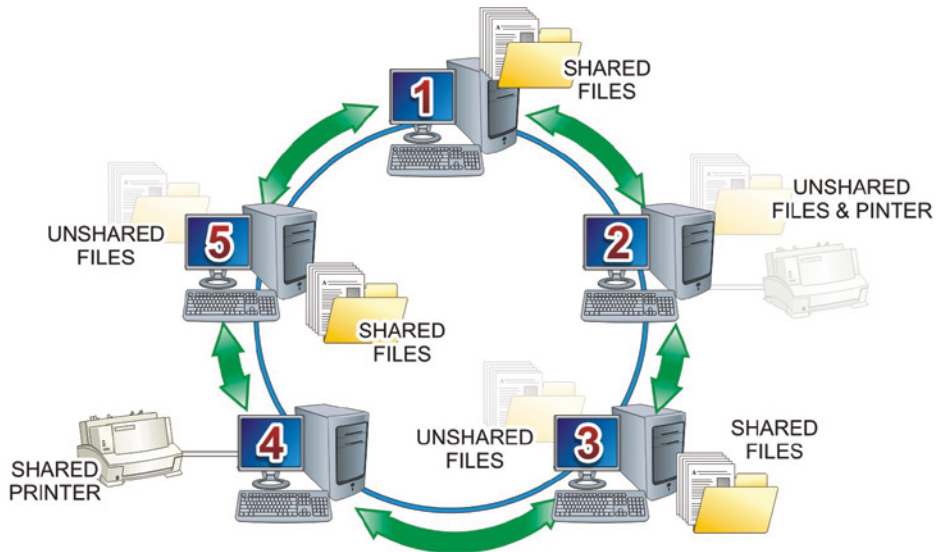 1
SHARED
FILES
UNSHARED
FILES & PINTER
2
UNSHARED
FILES
5
SHARED
FILES
UNSHARED
FILES
3
SHARED
FILES
4
SHARED
PRINTER